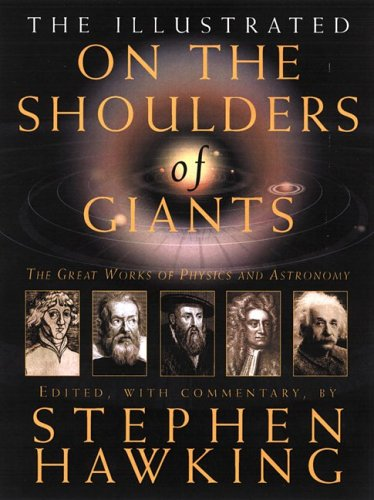 THE ILLUSTRATED
ON THE
SHOULDERS
of
GIANTS
THE GREAT WORKS OF PHYSICS AND ASTRONOMY
EDITED, WITH COMMENTARY, BY
STEPHEN
HAWKING